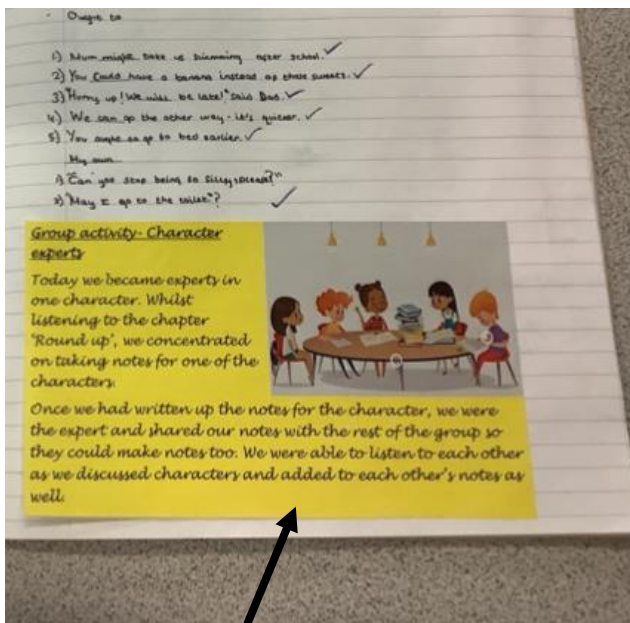 · Ought to
1) Mum might take us swimming after school.
2) You could have a banana instead of those sweets.
3) "Hurry up! We will be late!" said Dad.
4) We can go the other way - it's quicker.
5) You ought to go to bed earlier.
My own
1) "Can you stop being so silly please?"
2) "May I go to the toilet"?
Group activity- Character
experts
Today we became experts in
one character. Whilst
listening to the chapter
'Round up', we concentrated
on taking notes for one of the
characters.
Once we had written up the notes for the character, we were
the expert and shared our notes with the rest of the group so
they could make notes too. We were able to listen to each other
as we discussed characters and added to each other's notes as
well.